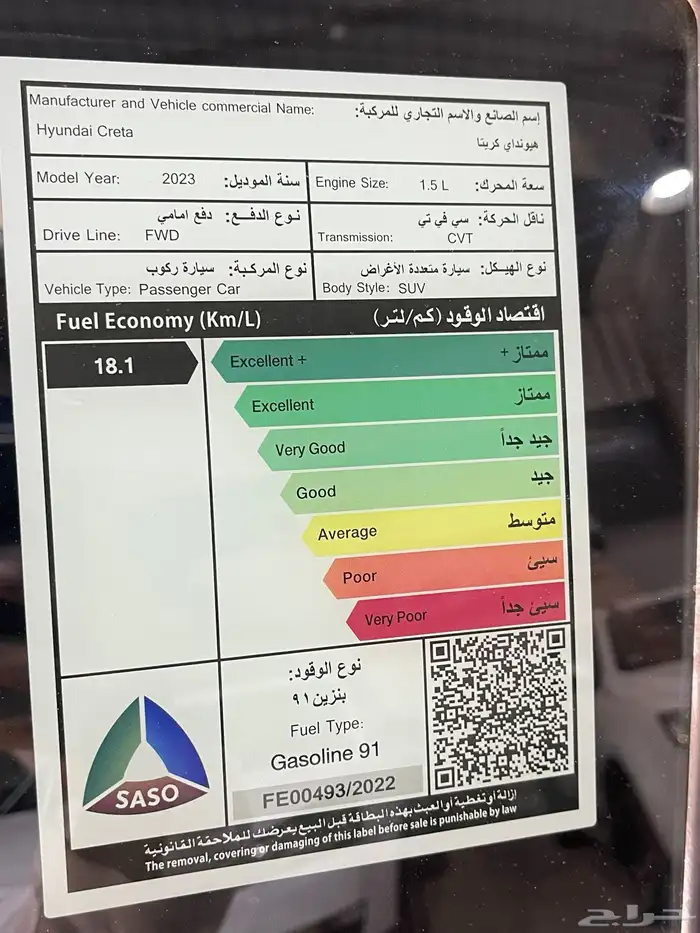 Manufacturer and Vehicle commercial Name: إسم الصانع والاسم التجاري للمركبة:
Hyundai Creta هيونداي كريتا
Model Year: 2023 سنة الموديل:
Engine Size: 1.5 L سعة المحرك:
نوع الدفـــع: دفع امامي
Drive Line: FWD
ناقل الحركة: سي في تي
Transmission: CVT
نوع المركبة: سيارة ركوب
Vehicle Type: Passenger Car
نوع الهيـــكل: سيارة متعددة الأغراض
Body Style: SUV
Fuel Economy (Km/L) اقتصاد الوقود (كم/لتر)
18.1
Excellent + ممتاز +
Excellent ممتاز
Very Good جيد جداً
Good جيد
Average متوسط
Poor سيئ
Very Poor سيئ جداً
SASO
نوع الوقود:
بنزين ٩١
Fuel Type:
Gasoline 91
FE00493/2022
إزالة أو تغطية أو العبث بهذه البطاقة قبل البيع يعرضك للملاحقة القانونية
The removal, covering or damaging of this label before sale is punishable by law
حراج